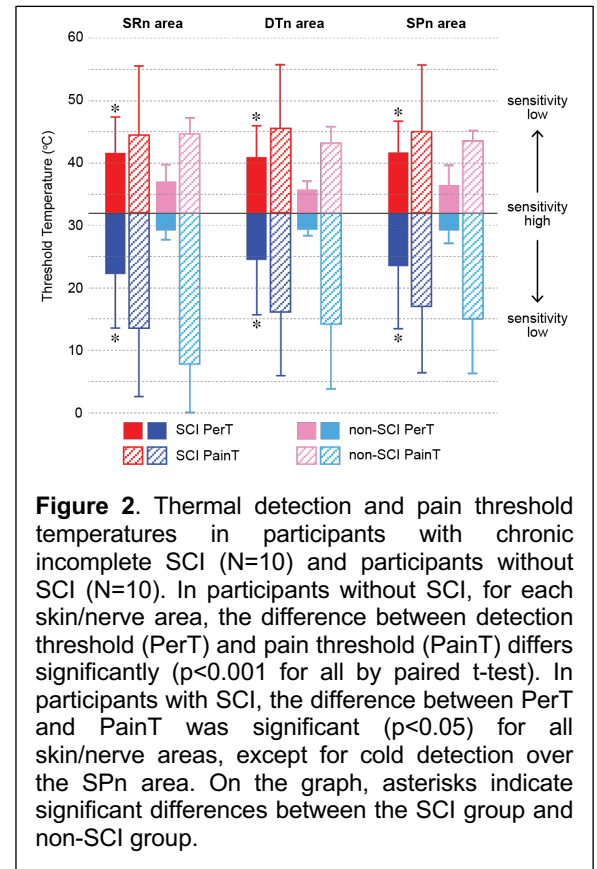 SRn area DTn area SPn area
60
50
40
30
20
10
0
Threshold Temperature (°C)
* * *
* * *
sensitivity
low
sensitivity
high
sensitivity
low
SCI PerT non-SCI PerT
SCI PainT non-SCI PainT
Figure 2. Thermal detection and pain threshold
temperatures in participants with chronic
incomplete SCI (N=10) and participants without
SCI (N=10). In participants without SCI, for each
skin/nerve area, the difference between detection
threshold (PerT) and pain threshold (PainT) differs
significantly (p<0.001 for all by paired t-test). In
participants with SCI, the difference between PerT
and PainT was significant (p<0.05) for all
skin/nerve areas, except for cold detection over
the SPn area. On the graph, asterisks indicate
significant differences between the SCI group and
non-SCI group.